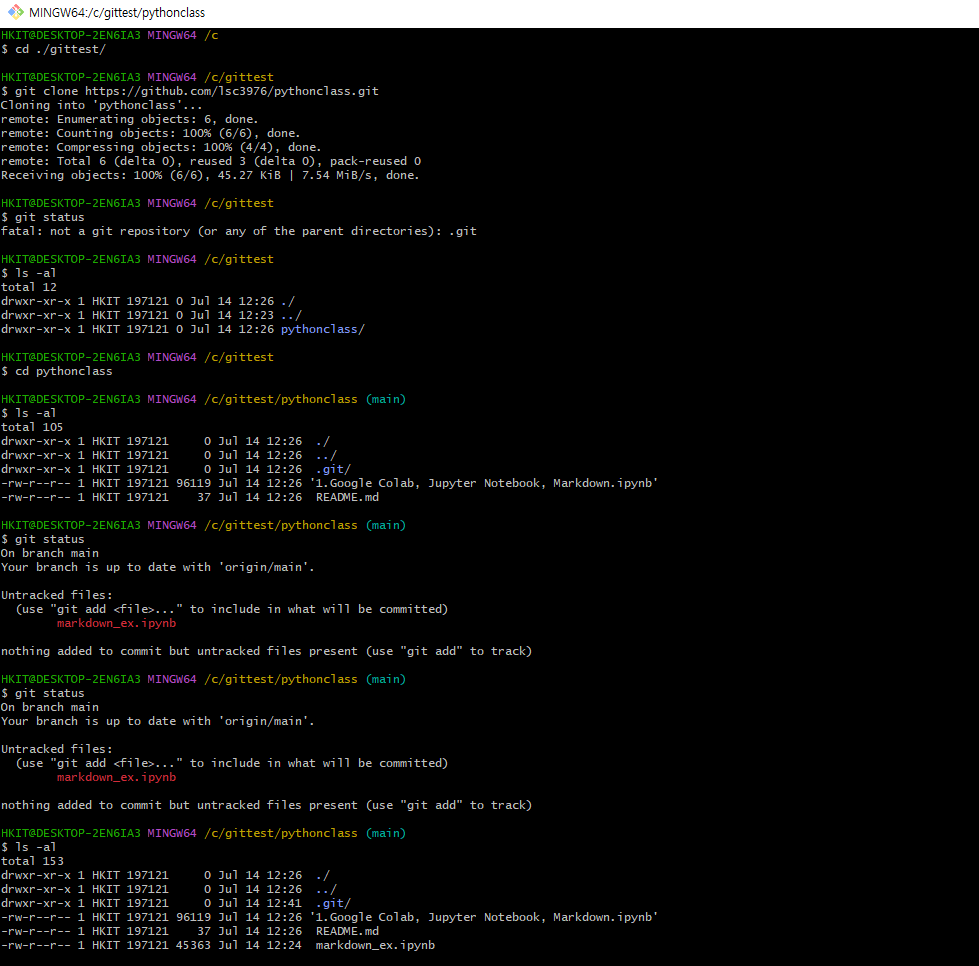 MINGW64:/c/gittest/pythonclass
HKIT@DESKTOP-2EN6IA3 MINGW64 /c
$ cd ./gittest/
HKIT@DESKTOP-2EN6IA3 MINGW64 /c/gittest
$ git clone https://github.com/lsc3976/pythonclass.git
Cloning into 'pythonclass'...
remote: Enumerating objects: 6, done.
remote: Counting objects: 100% (6/6), done.
remote: Compressing objects: 100% (4/4), done.
remote: Total 6 (delta 0), reused 3 (delta 0), pack-reused 0
Receiving objects: 100% (6/6), 45.27 KiB | 7.54 MiB/s, done.
HKIT@DESKTOP-2EN6IA3 MINGW64 /c/gittest
$ git status
fatal: not a git repository (or any of the parent directories): .git
HKIT@DESKTOP-2EN6IA3 MINGW64 /c/gittest
$ ls -al
total 12
drwxr-xr-x 1 HKIT 197121 0 Jul 14 12:26 ./
drwxr-xr-x 1 HKIT 197121 0 Jul 14 12:23 ../
drwxr-xr-x 1 HKIT 197121 0 Jul 14 12:26 pythonclass/
HKIT@DESKTOP-2EN6IA3 MINGW64 /c/gittest
$ cd pythonclass
HKIT@DESKTOP-2EN6IA3 MINGW64 /c/gittest/pythonclass (main)
$ ls -al
total 105
drwxr-xr-x 1 HKIT 197121     0 Jul 14 12:26  ./
drwxr-xr-x 1 HKIT 197121     0 Jul 14 12:26  ../
drwxr-xr-x 1 HKIT 197121     0 Jul 14 12:26  .git/
-rw-r--r-- 1 HKIT 197121 96119 Jul 14 12:26 '1.Google Colab, Jupyter Notebook, Markdown.ipynb'
-rw-r--r-- 1 HKIT 197121    37 Jul 14 12:26  README.md
HKIT@DESKTOP-2EN6IA3 MINGW64 /c/gittest/pythonclass (main)
$ git status
On branch main
Your branch is up to date with 'origin/main'.
Untracked files:
  (use "git add <file>..." to include in what will be committed)
        markdown_ex.ipynb
nothing added to commit but untracked files present (use "git add" to track)
HKIT@DESKTOP-2EN6IA3 MINGW64 /c/gittest/pythonclass (main)
$ git status
On branch main
Your branch is up to date with 'origin/main'.
Untracked files:
  (use "git add <file>..." to include in what will be committed)
        markdown_ex.ipynb
nothing added to commit but untracked files present (use "git add" to track)
HKIT@DESKTOP-2EN6IA3 MINGW64 /c/gittest/pythonclass (main)
$ ls -al
total 153
drwxr-xr-x 1 HKIT 197121     0 Jul 14 12:26  ./
drwxr-xr-x 1 HKIT 197121     0 Jul 14 12:26  ../
drwxr-xr-x 1 HKIT 197121     0 Jul 14 12:41  .git/
-rw-r--r-- 1 HKIT 197121 96119 Jul 14 12:26 '1.Google Colab, Jupyter Notebook, Markdown.ipynb'
-rw-r--r-- 1 HKIT 197121    37 Jul 14 12:26  README.md
-rw-r--r-- 1 HKIT 197121 45363 Jul 14 12:24  markdown_ex.ipynb